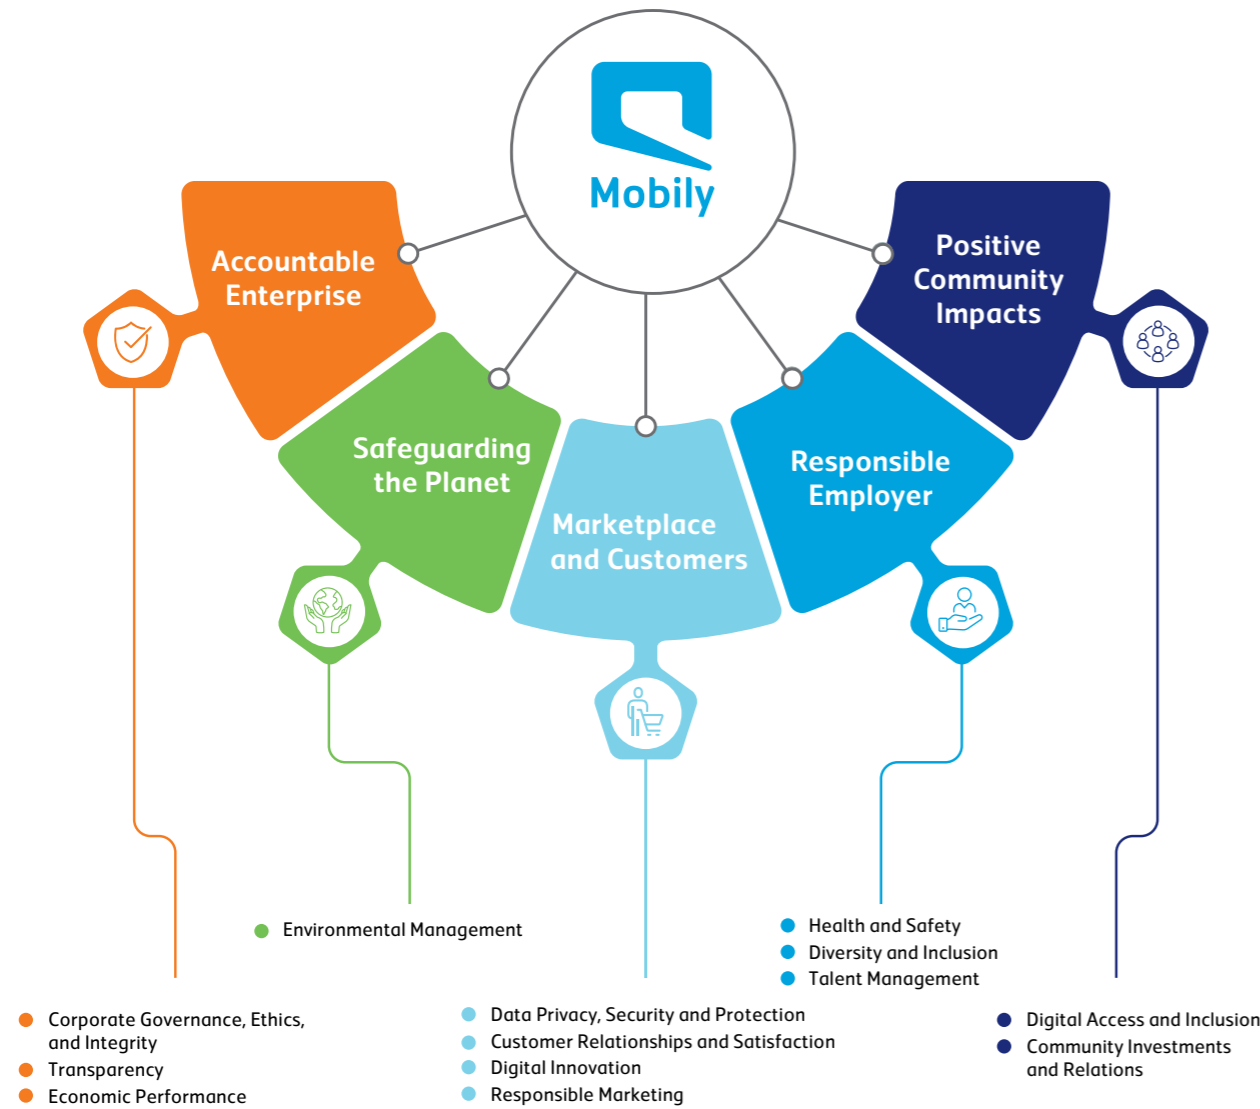 Mobily
Accountable
Enterprise
Safeguarding
the Planet
Marketplace
and Customers
Responsible
Employer
Positive
Community
Impacts
Environmental Management
Health and Safety
Diversity and Inclusion
Talent Management
Corporate Governance, Ethics,
and Integrity
Transparency
Economic Performance
Data Privacy, Security and Protection
Customer Relationships and Satisfaction
Digital Innovation
Responsible Marketing
Digital Access and Inclusion
Community Investments
and Relations